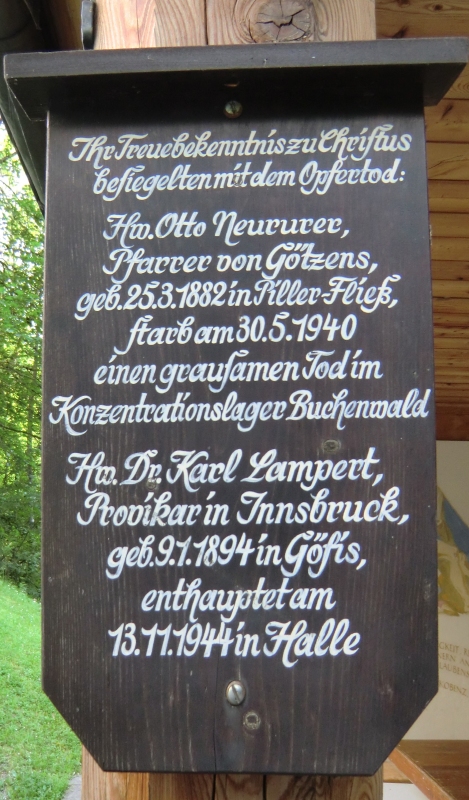 Ihr Treuebekenntnis zu Christus
besiegelten mit dem Opfertod:
Hw. Otto Neururer,
Pfarrer von Götzens,
geb. 25.3.1882 in Piller-Fließ,
starb am 30.5.1940
einen grausamen Tod im
Konzentrationslager Buchenwald
Hw. Dr. Karl Lampert,
Provikar in Innsbruck,
geb. 9.1.1894 in Göfis,
enthauptet am
13.11.1944 in Halle